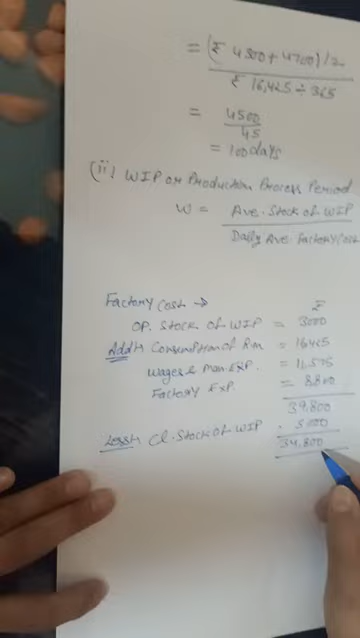 = (₹ 4300 + 4700)/2
₹ 16,425 ÷ 365
= 4500
45
= 100 days
(ii) WIP or Production Process Period
W = Ave. Stock of WIP
Daily Ave. Factory Cost
Factory Cost →
₹
OP. Stock of WIP = 3000
Add:- Consumption of Rm = 16425
Wages & Man. EXP. = 11,575
Factory EXP. = 8800
39,800
Less:- Cl. Stock of WIP - 5000
34,800